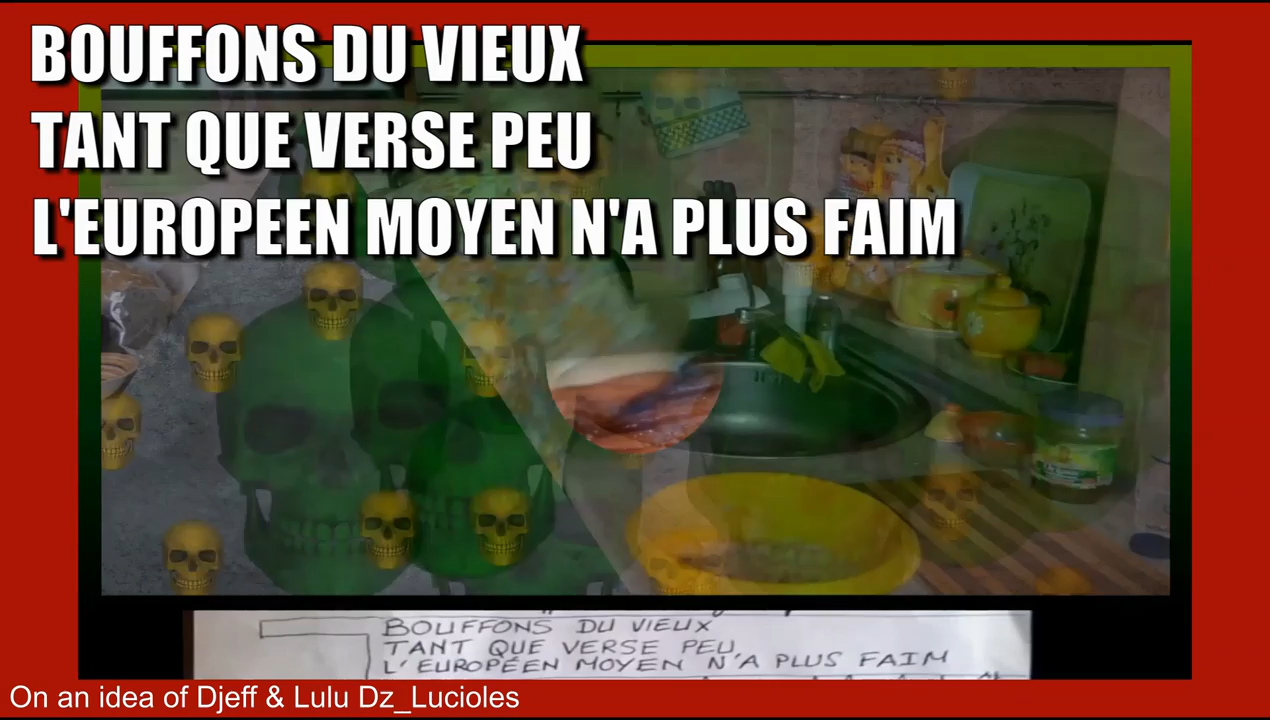 BOUFFONS DU VIEUX
TANT QUE VERSE PEU
L'EUROPEEN MOYEN N'A PLUS FAIM
BOUFFONS DU VIEUX
TANT QUE VERSE PEU,
L'EUROPÉEN MOYEN N'A PLUS FAIM
On an idea of Djeff & Lulu Dz_Lucioles